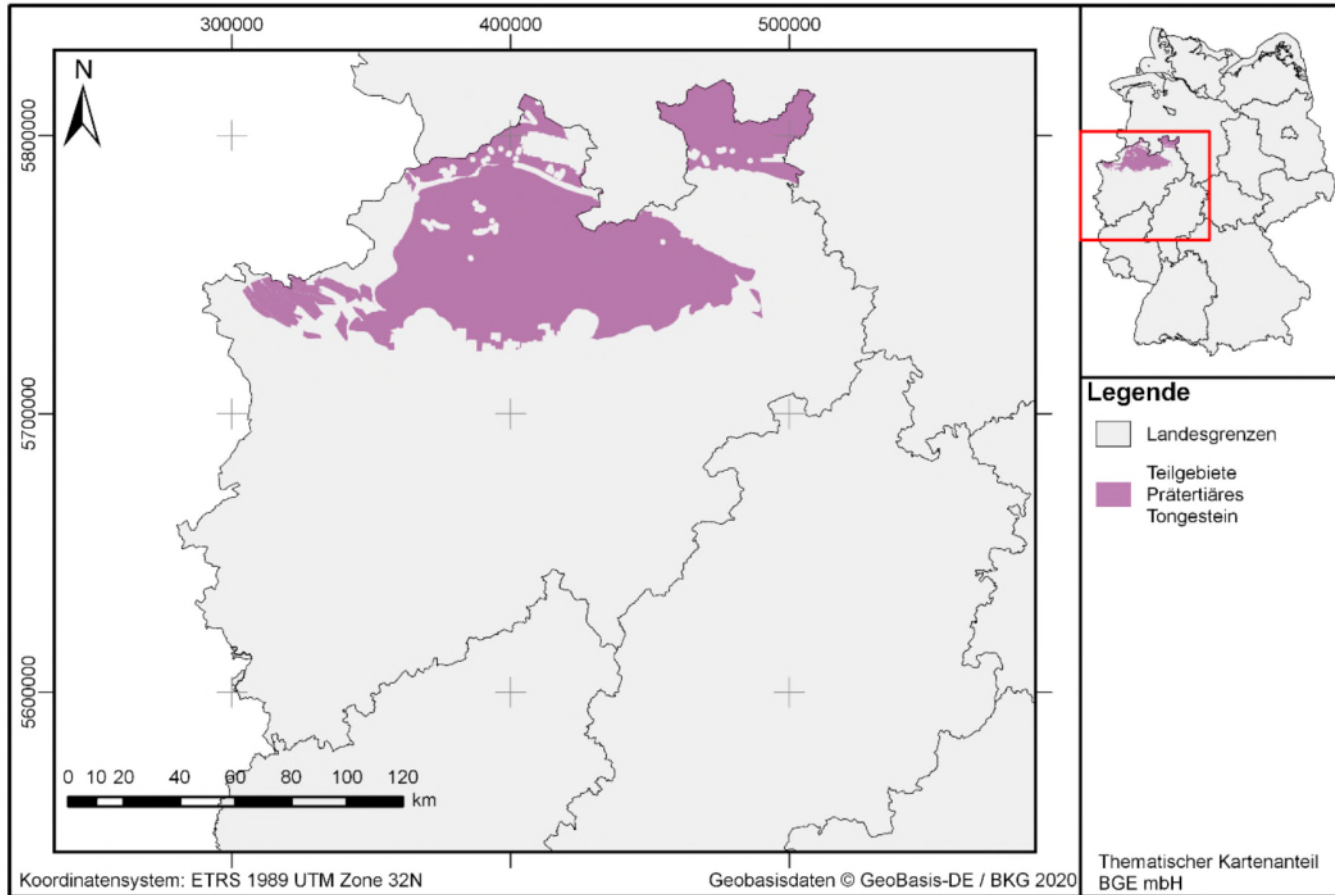 300000 400000 500000
N
5800000
5700000
5600000
0 10 20 40 60 80 100 120
km
Koordinatensystem: ETRS 1989 UTM Zone 32N
Geobasisdaten © GeoBasis-DE / BKG 2020
Legende
Landesgrenzen
Teilgebiete
Prätertiäres
Tongestein
Thematischer Kartenanteil
BGE mbH